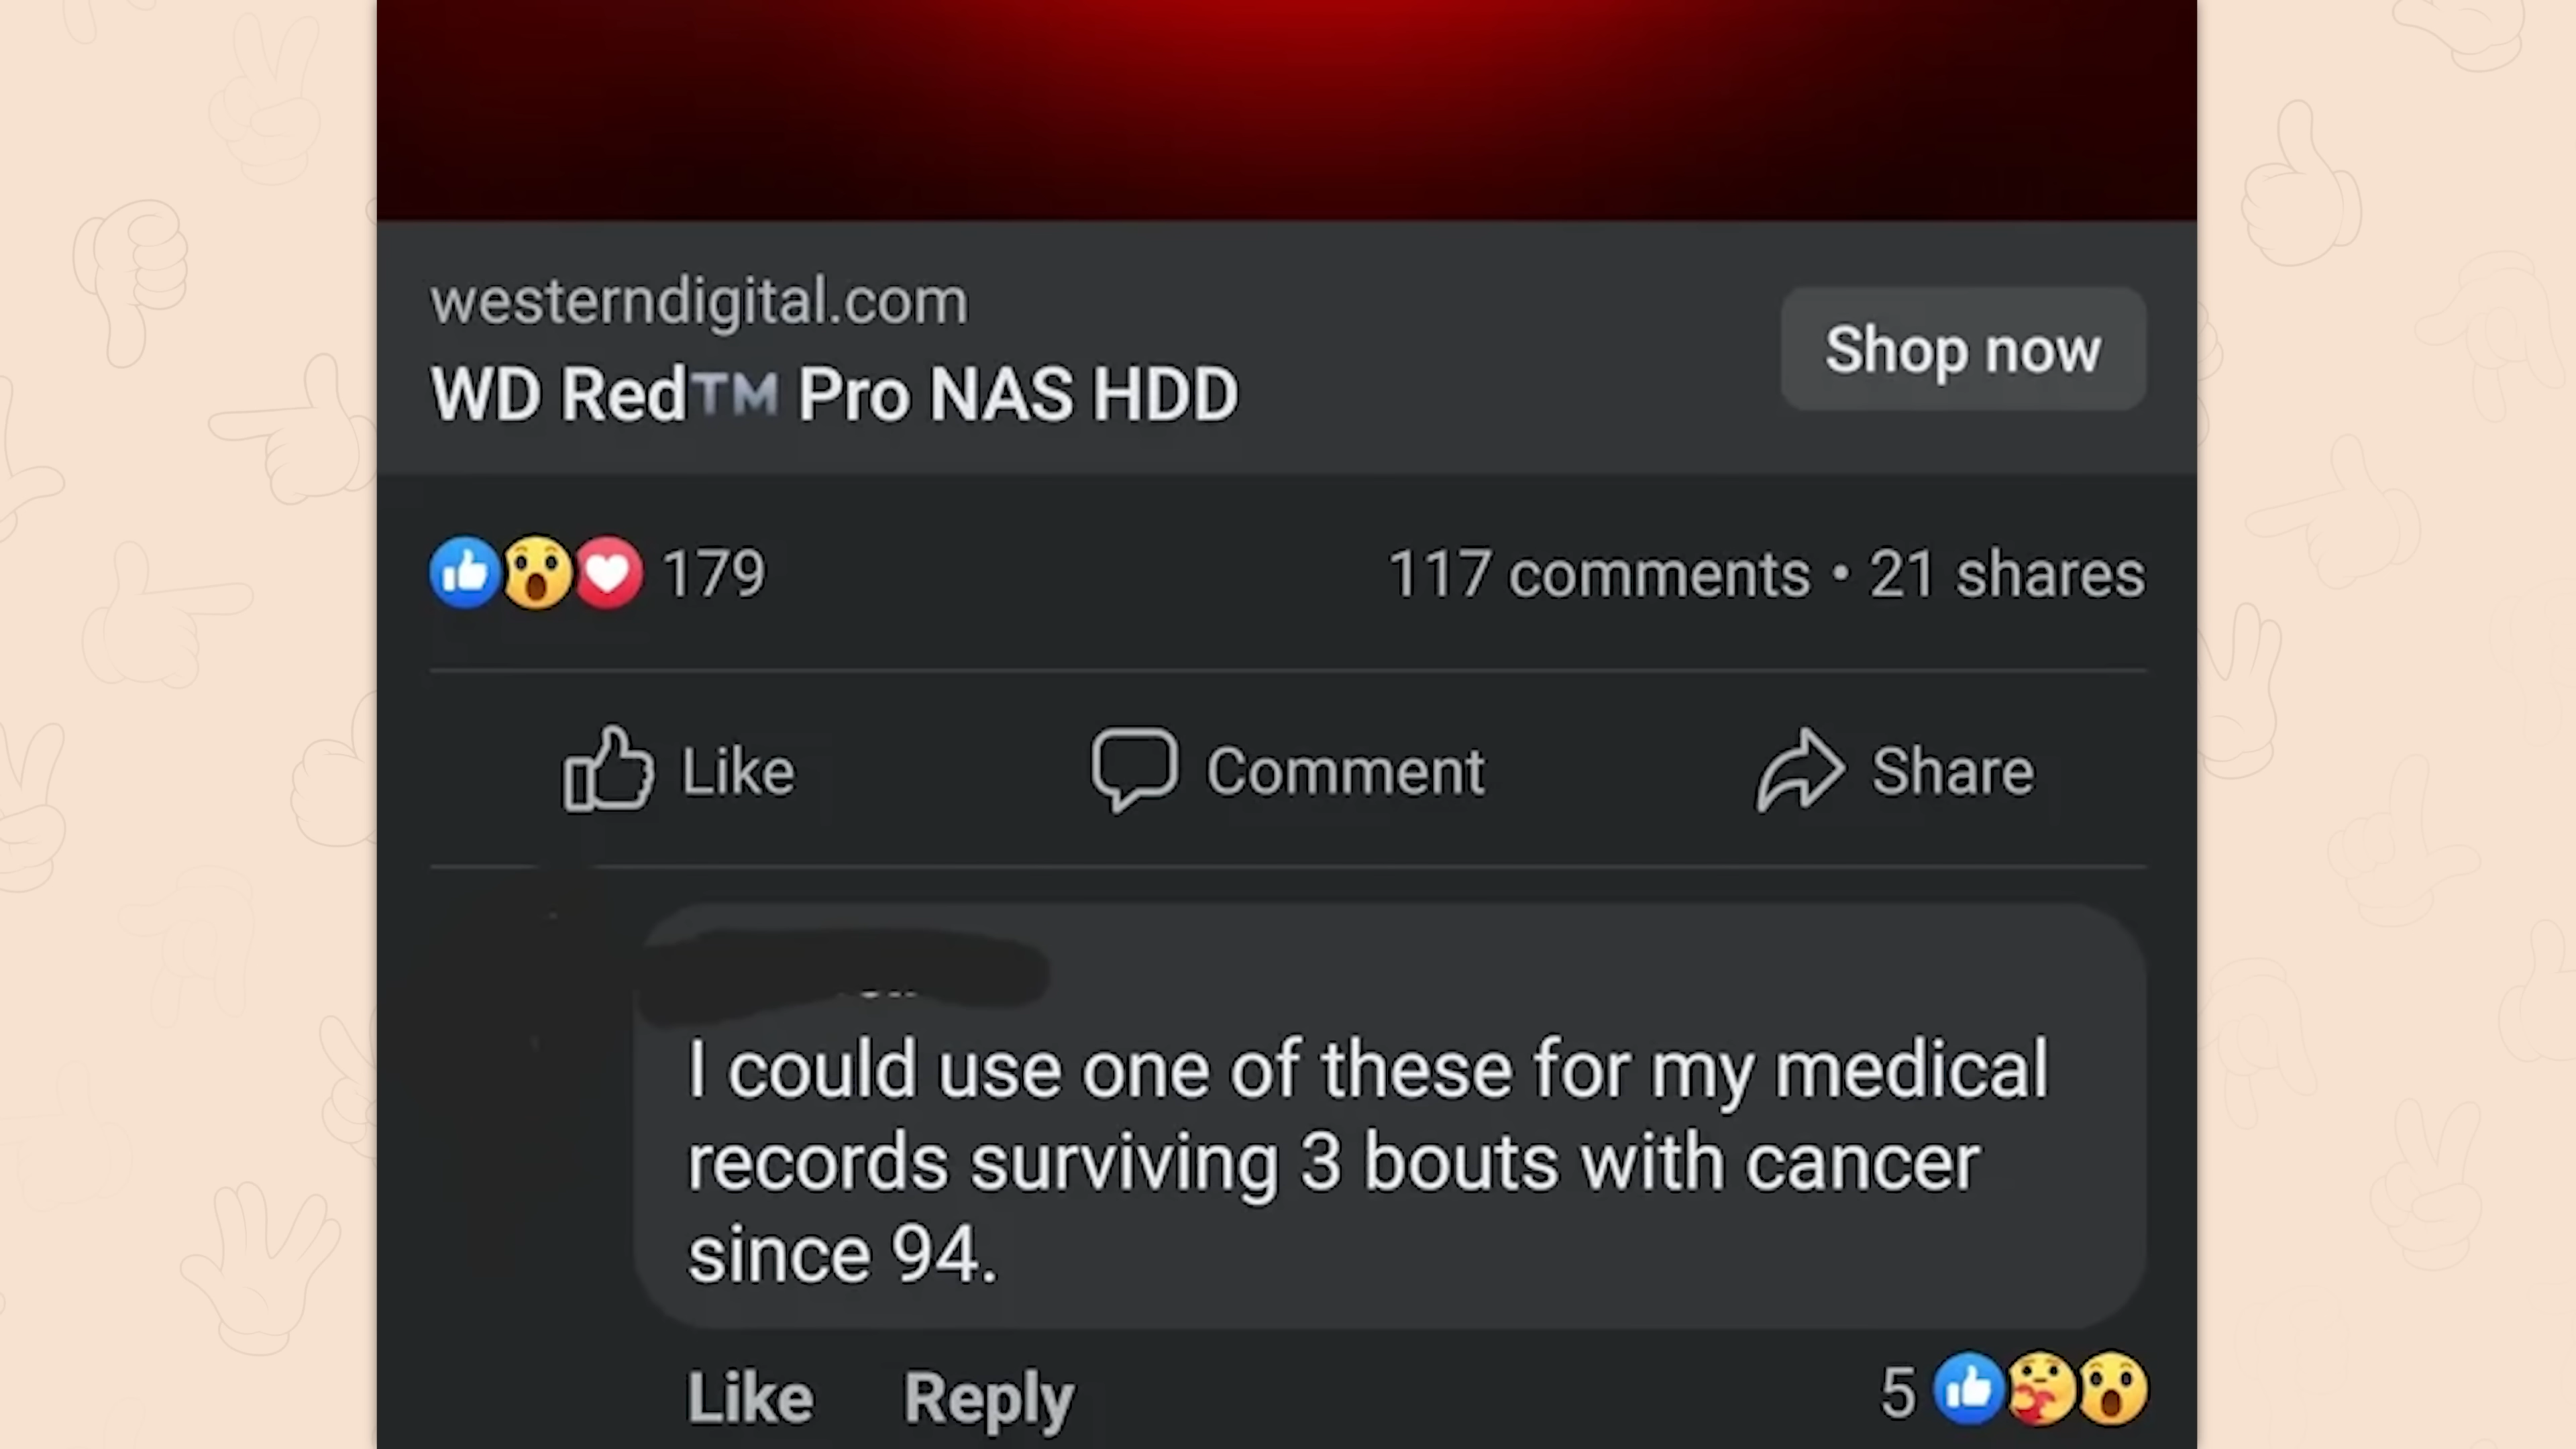 westerndigital.com
WD Red™ Pro NAS HDD
Shop now
179
117 comments • 21 shares
Like
Comment
Share
I could use one of these for my medical
records surviving 3 bouts with cancer
since 94.
Like
Reply
5